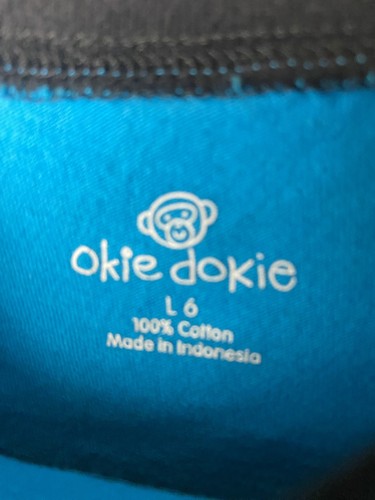 okie dokie
L 6
100% Cotton
Made in Indonesia